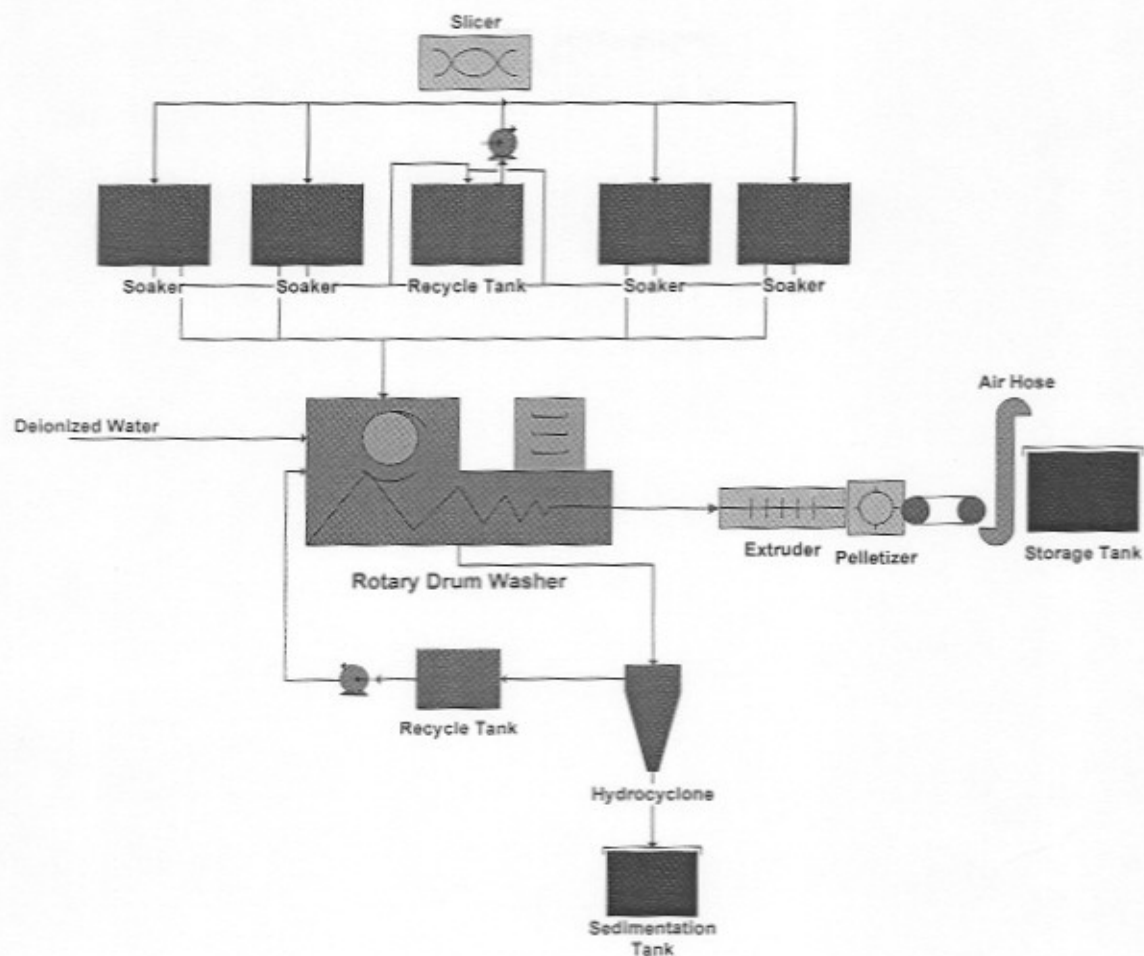 Slicer
Soaker
Soaker
Recycle Tank
Soaker
Soaker
Air Hose
Deionized Water
Extruder
Pelletizer
Storage Tank
Rotary Drum Washer
Recycle Tank
Hydrocyclone
Sedimentation
Tank